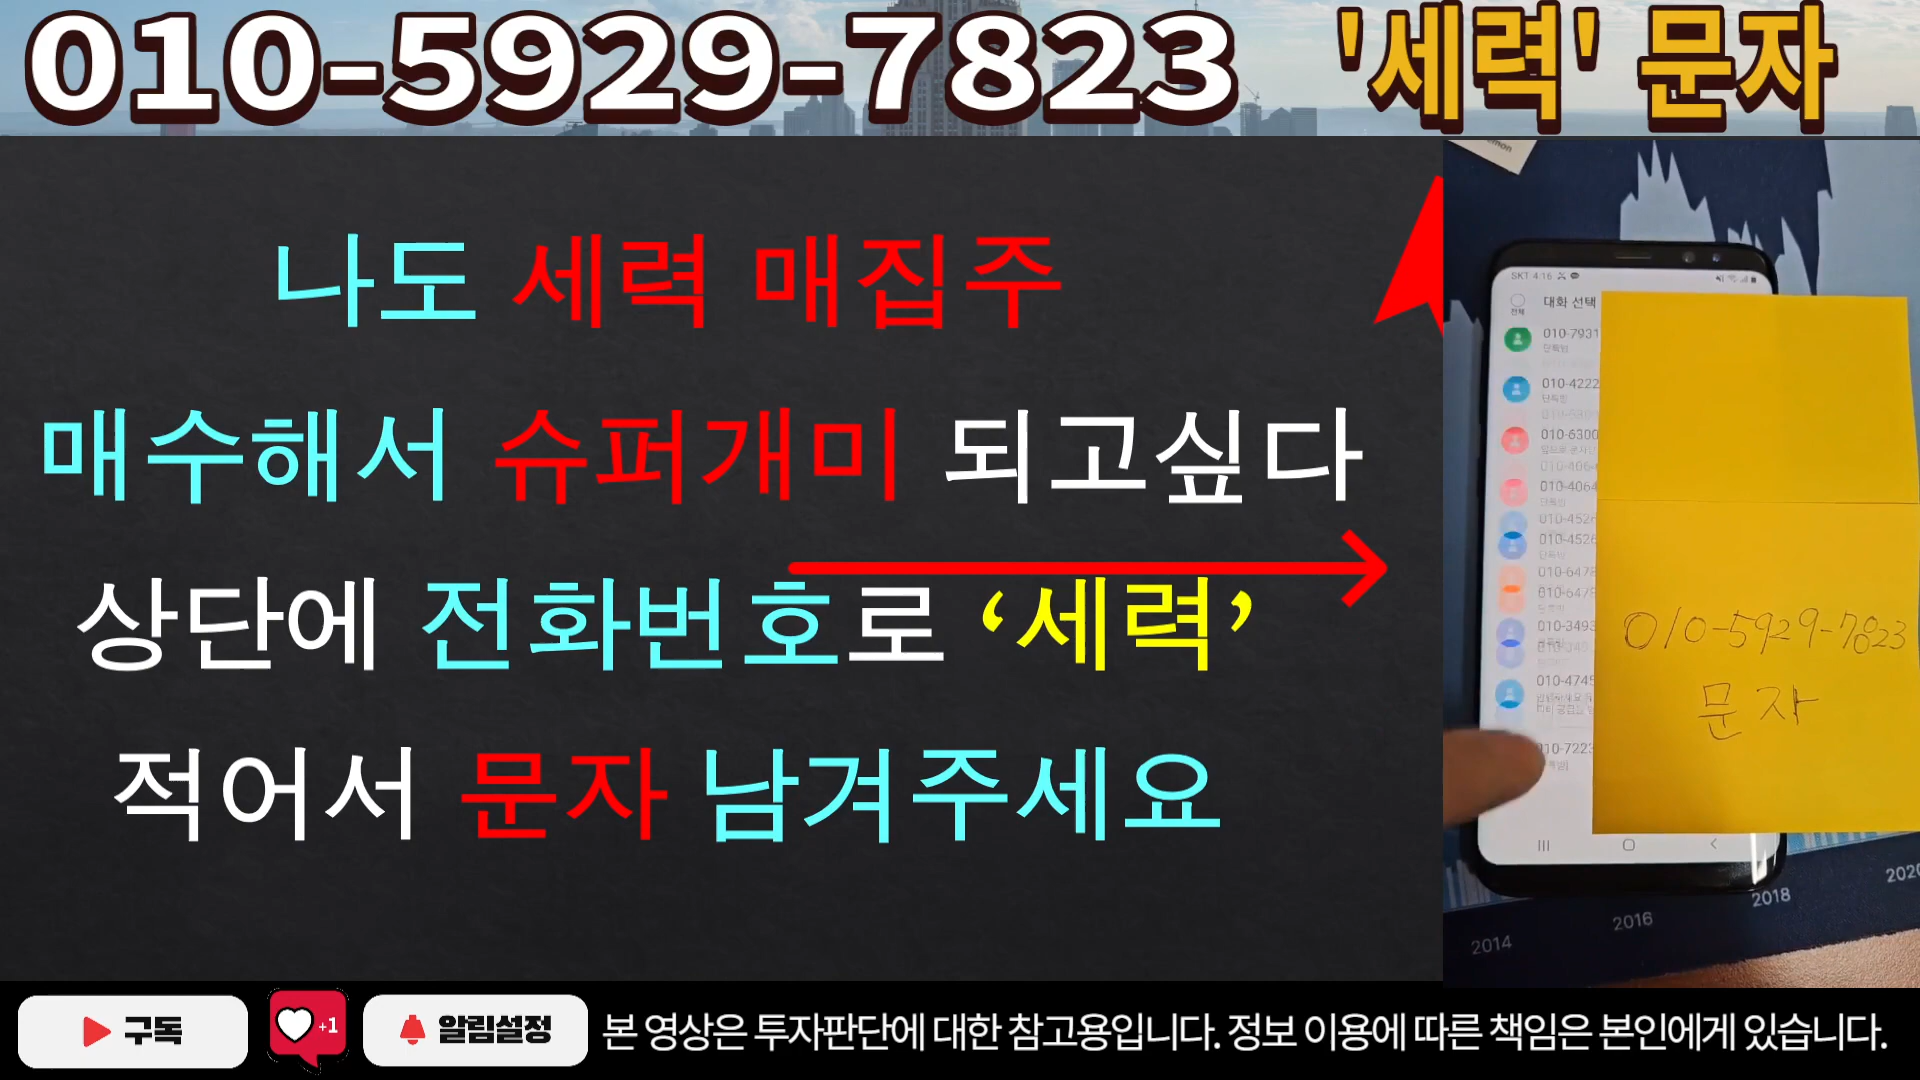 010-5929-7823 '세력' 문자
나도 세력 매집주
매수해서 슈퍼개미 되고싶다
상단에 전화번호로 ‘세력’
적어서 문자 남겨주세요
SKT 4:16
대화 선택
전체
010-7931
010-4222
010-6300
010-4064
010-4526
010-6478
010-3493
010-4745
010-7223
010-5929-7823
문자
2014 2016 2018 2020
구독 +1 알림설정 본 영상은 투자판단에 대한 참고용입니다. 정보 이용에 따른 책임은 본인에게 있습니다.